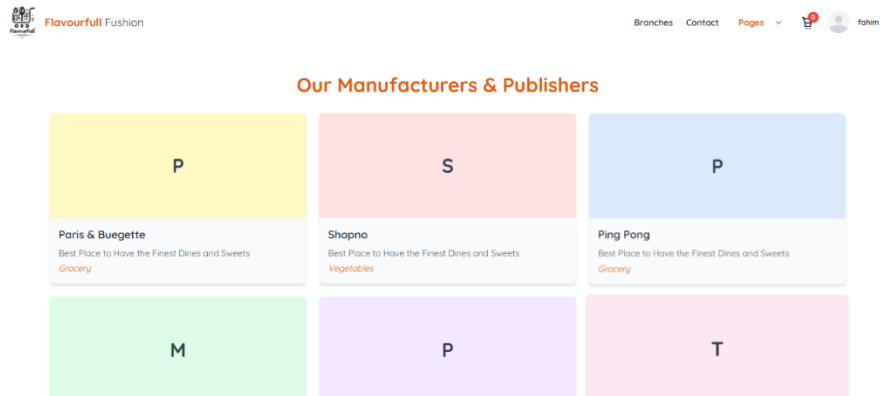 Flavourfull Fushion
Branches Contact Pages 0 fahim
Our Manufacturers & Publishers
P
S
P
Paris & Buegette
Best Place to Have the Finest Dines and Sweets
Grocery
Shopno
Best Place to Have the Finest Dines and Sweets
Vegetables
Ping Pong
Best Place to Have the Finest Dines and Sweets
Grocery
M
P
T